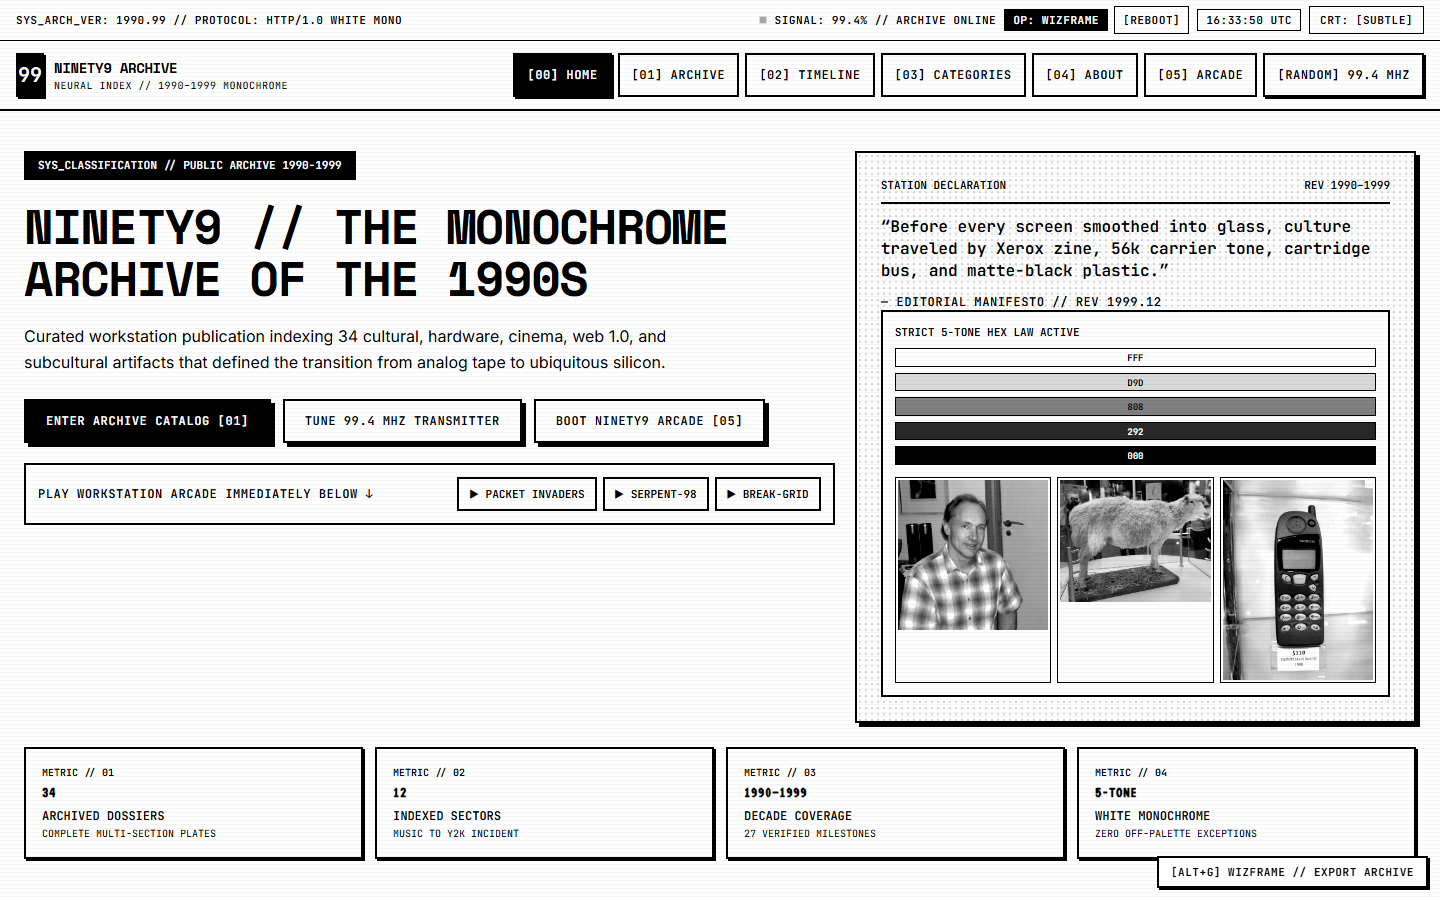 SYS_ARCH_VER: 1990.99 // PROTOCOL: HTTP/1.0 WHITE MONO
SIGNAL: 99.4% // ARCHIVE ONLINE
OP: WIZFRAME
[REBOOT]
16:33:50 UTC
CRT: [SUBTLE]
99
NINETY9 ARCHIVE
NEURAL INDEX // 1990-1999 MONOCHROME
[00] HOME
[01] ARCHIVE
[02] TIMELINE
[03] CATEGORIES
[04] ABOUT
[05] ARCADE
[RANDOM] 99.4 MHZ
SYS_CLASSIFICATION // PUBLIC ARCHIVE 1990-1999
NINETY9 // THE MONOCHROME
ARCHIVE OF THE 1990S
Curated workstation publication indexing 34 cultural, hardware, cinema, web 1.0, and
subcultural artifacts that defined the transition from analog tape to ubiquitous silicon.
ENTER ARCHIVE CATALOG [01]
TUNE 99.4 MHZ TRANSMITTER
BOOT NINETY9 ARCADE [05]
PLAY WORKSTATION ARCADE IMMEDIATELY BELOW ↓
▶ PACKET INVADERS
▶ SERPENT-98
▶ BREAK-GRID
STATION DECLARATION
REV 1990-1999
“Before every screen smoothed into glass, culture
traveled by Xerox zine, 56k carrier tone, cartridge
bus, and matte-black plastic.”
— EDITORIAL MANIFESTO // REV 1999.12
STRICT 5-TONE HEX LAW ACTIVE
FFF
D9D
808
292
000
$110
METRIC // 01
34
ARCHIVED DOSSIERS
COMPLETE MULTI-SECTION PLATES
METRIC // 02
12
INDEXED SECTORS
MUSIC TO Y2K INCIDENT
METRIC // 03
1990-1999
DECADE COVERAGE
27 VERIFIED MILESTONES
METRIC // 04
5-TONE
WHITE MONOCHROME
ZERO OFF-PALETTE EXCEPTIONS
[ALT+G] WIZFRAME // EXPORT ARCHIVE